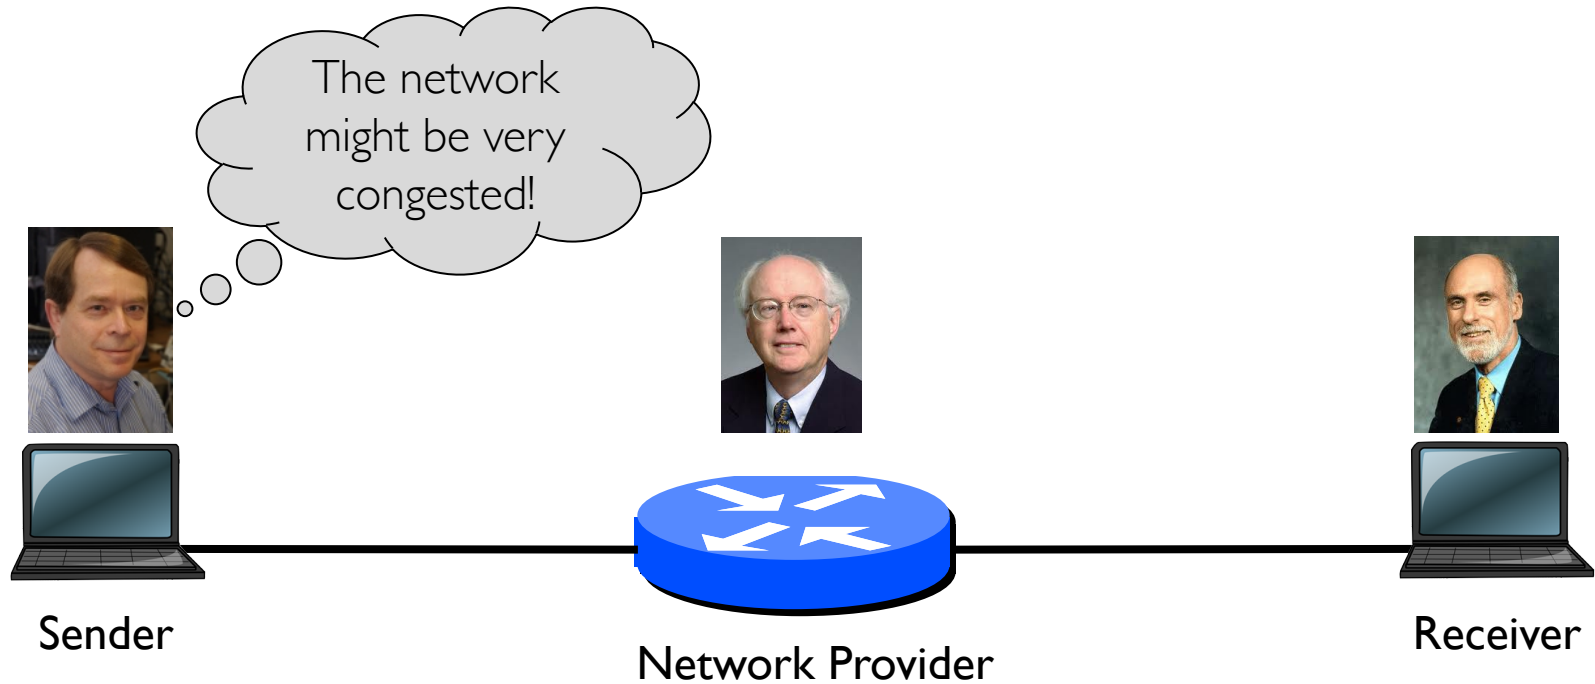 The network
might be very
congested!
Sender
Network Provider
Receiver